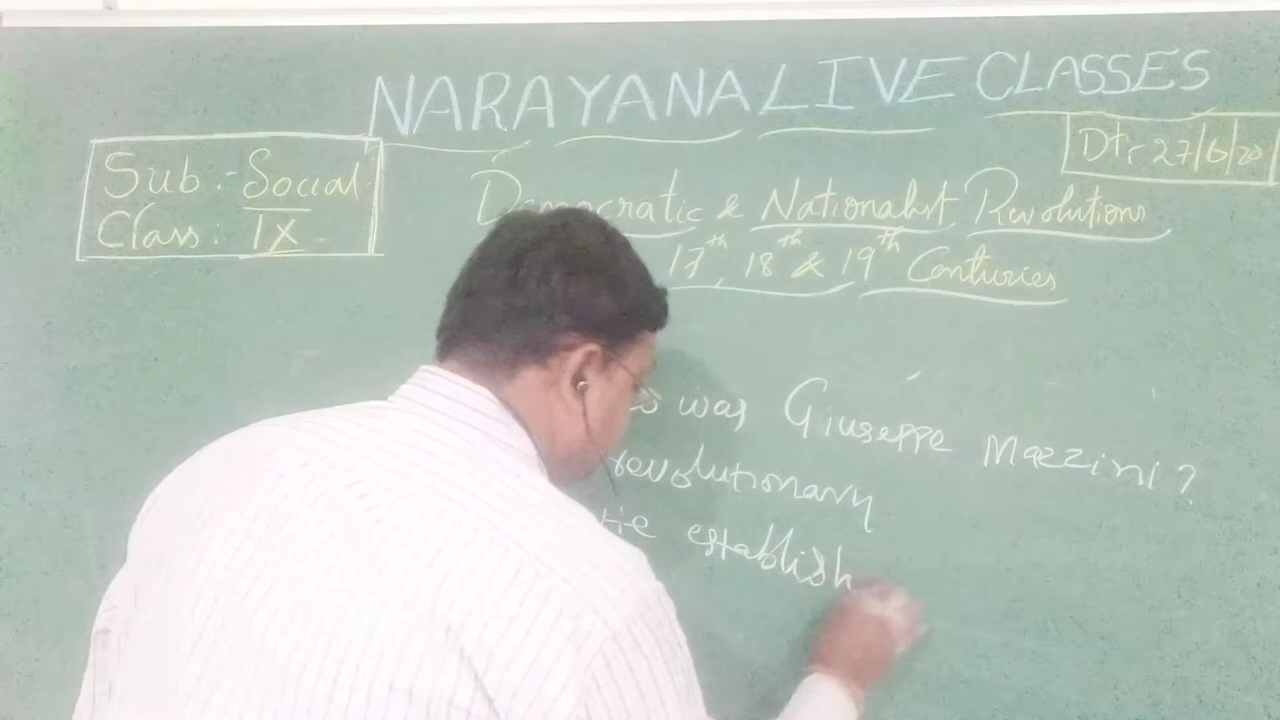 NARAYANA LIVE CLASSES
Dt: 27/6/20
Sub :- Social
Class : IX
Democratic & Nationalist Revolutions
17th, 18th & 19th Centuries
was Giuseppe Mazzini?
revolutionary
He establish